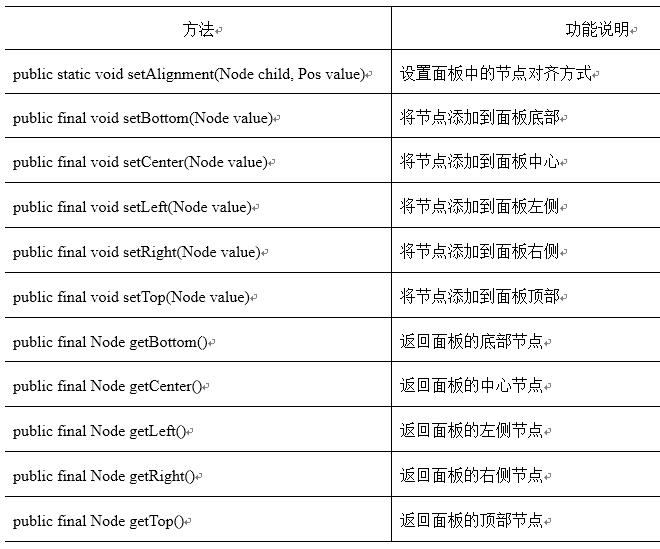 方法 功能说明
public static void setAlignment(Node child, Pos value) 设置面板中的节点对齐方式
public final void setBottom(Node value) 将节点添加到面板底部
public final void setCenter(Node value) 将节点添加到面板中心
public final void setLeft(Node value) 将节点添加到面板左侧
public final void setRight(Node value) 将节点添加到面板右侧
public final void setTop(Node value) 将节点添加到面板顶部
public final Node getBottom() 返回面板的底部节点
public final Node getCenter() 返回面板的中心节点
public final Node getLeft() 返回面板的左侧节点
public final Node getRight() 返回面板的右侧节点
public final Node getTop() 返回面板的顶部节点